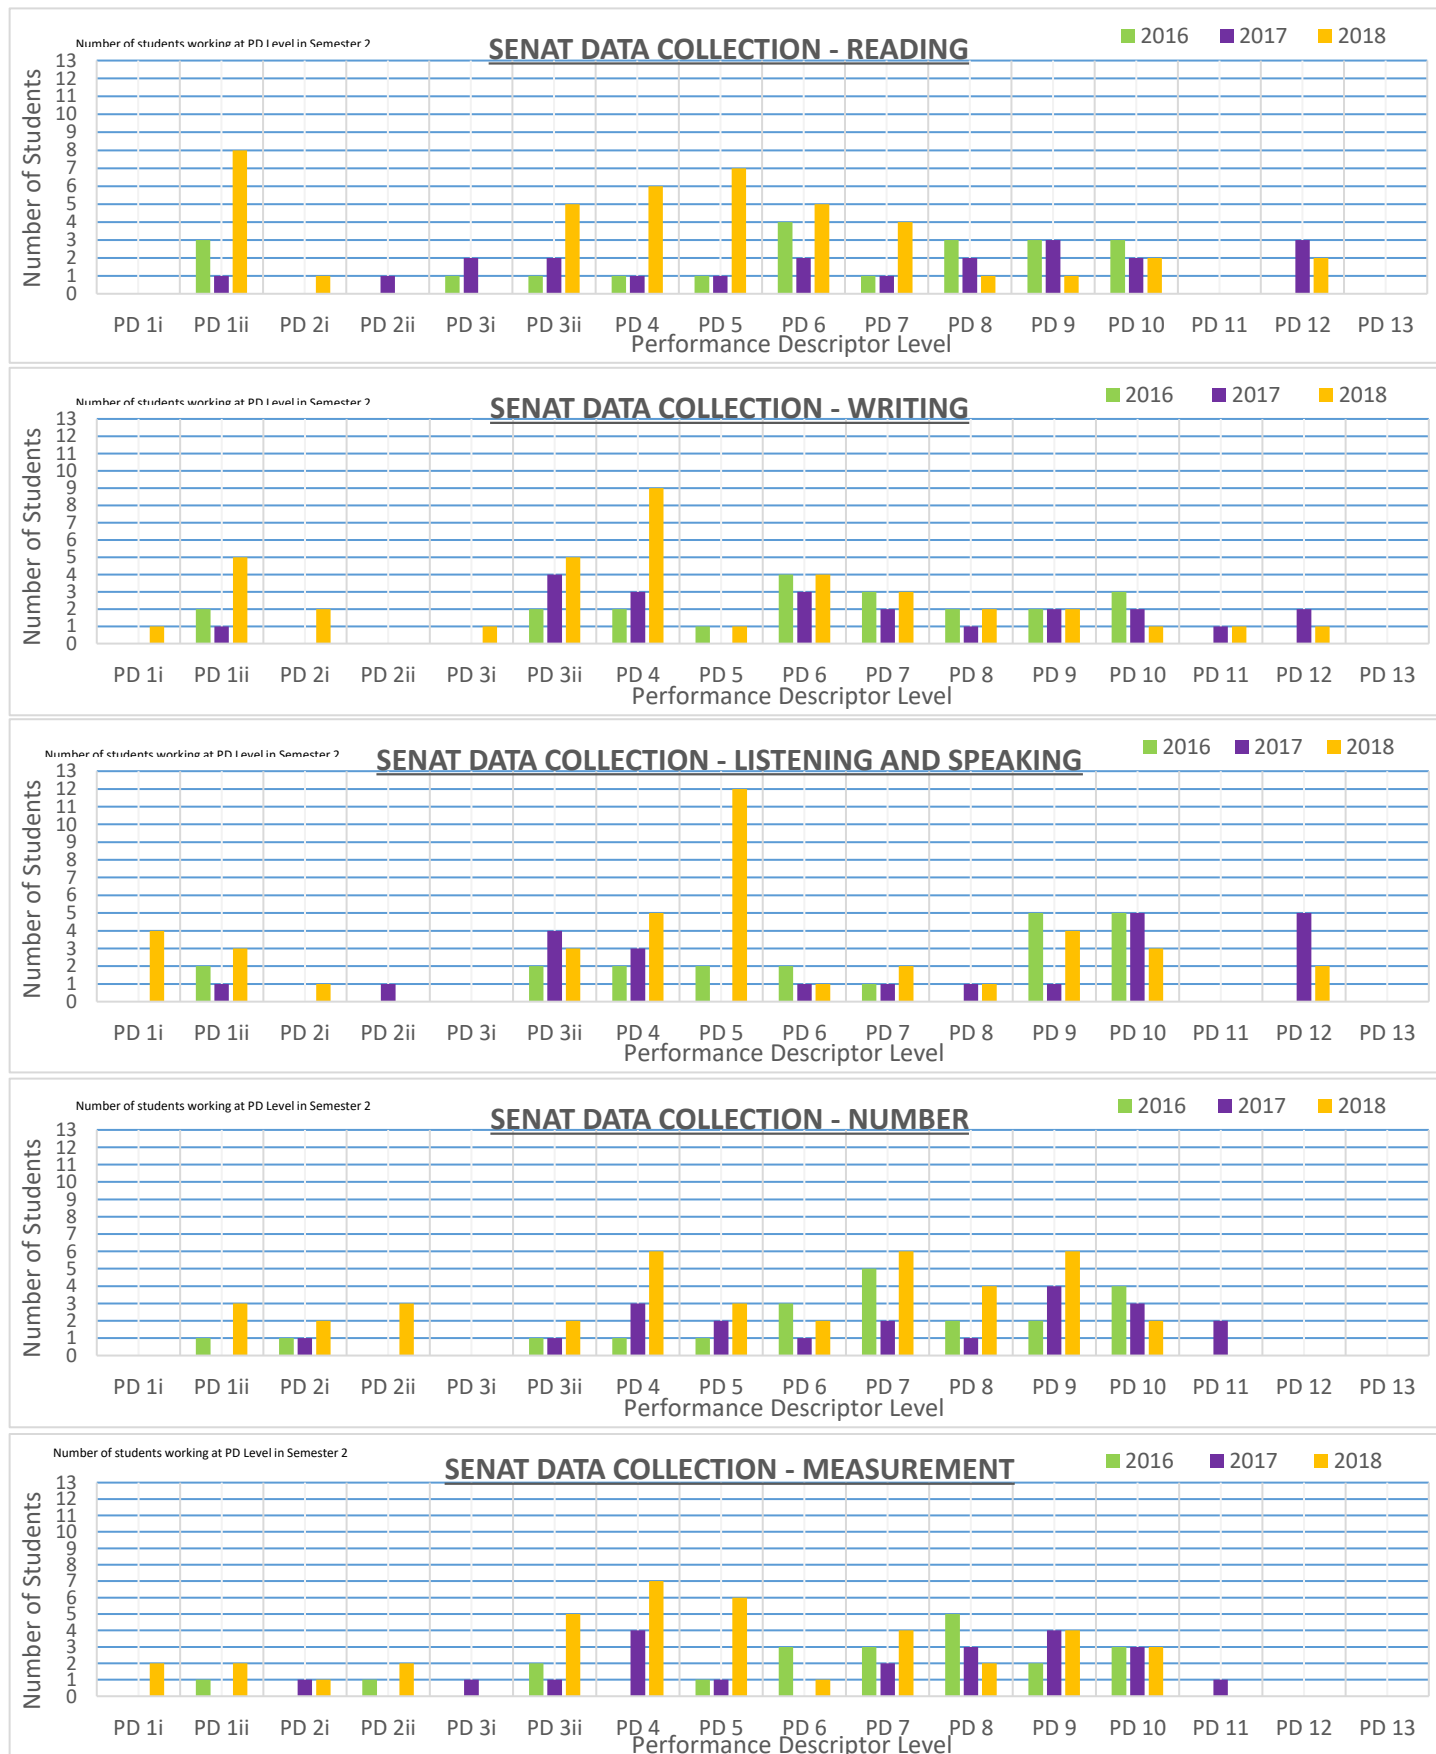 Number of students working at PD Level in Semester 2
SENAT DATA COLLECTION - READING
2016 2017 2018
Number of Students
13
12
11
10
9
8
7
6
5
4
3
2
1
0
PD 1i PD 1ii PD 2i PD 2ii PD 3i PD 3ii PD 4 PD 5 PD 6 PD 7 PD 8 PD 9 PD 10 PD 11 PD 12 PD 13
Performance Descriptor Level
Number of students working at PD Level in Semester 2
SENAT DATA COLLECTION - WRITING
2016 2017 2018
Number of Students
13
12
11
10
9
8
7
6
5
4
3
2
1
0
PD 1i PD 1ii PD 2i PD 2ii PD 3i PD 3ii PD 4 PD 5 PD 6 PD 7 PD 8 PD 9 PD 10 PD 11 PD 12 PD 13
Performance Descriptor Level
Number of students working at PD Level in Semester 2
SENAT DATA COLLECTION - LISTENING AND SPEAKING
2016 2017 2018
Number of Students
13
12
11
10
9
8
7
6
5
4
3
2
1
0
PD 1i PD 1ii PD 2i PD 2ii PD 3i PD 3ii PD 4 PD 5 PD 6 PD 7 PD 8 PD 9 PD 10 PD 11 PD 12 PD 13
Performance Descriptor Level
Number of students working at PD Level in Semester 2
SENAT DATA COLLECTION - NUMBER
2016 2017 2018
Number of Students
13
12
11
10
9
8
7
6
5
4
3
2
1
0
PD 1i PD 1ii PD 2i PD 2ii PD 3i PD 3ii PD 4 PD 5 PD 6 PD 7 PD 8 PD 9 PD 10 PD 11 PD 12 PD 13
Performance Descriptor Level
Number of students working at PD Level in Semester 2
SENAT DATA COLLECTION - MEASUREMENT
2016 2017 2018
Number of Students
13
12
11
10
9
8
7
6
5
4
3
2
1
0
PD 1i PD 1ii PD 2i PD 2ii PD 3i PD 3ii PD 4 PD 5 PD 6 PD 7 PD 8 PD 9 PD 10 PD 11 PD 12 PD 13
Performance Descriptor Level